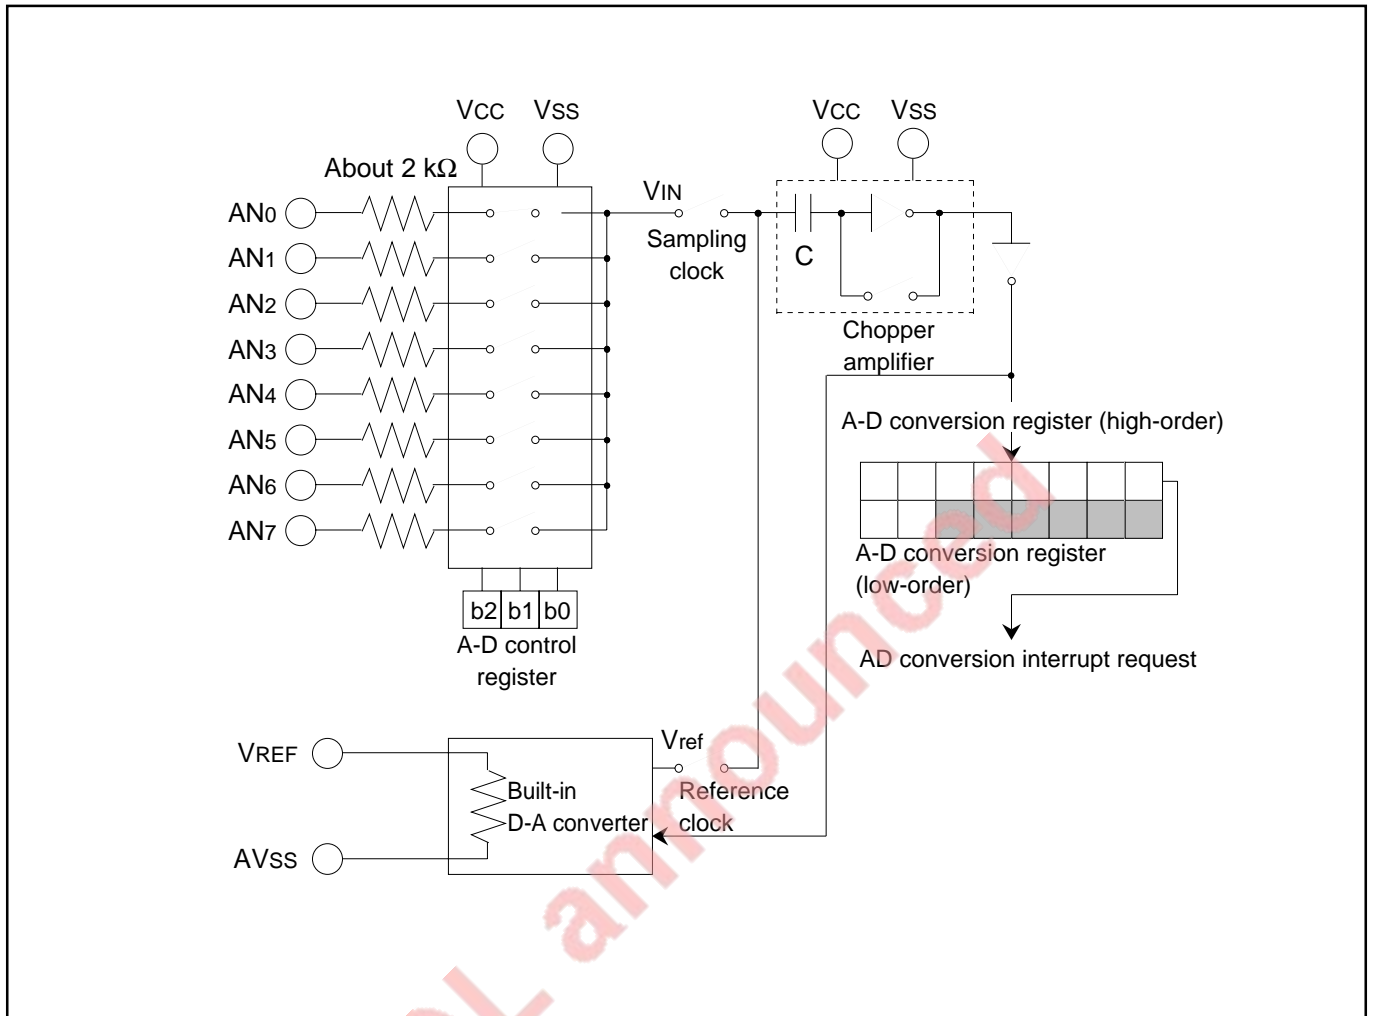 VCC
VSS
VCC
VSS
About 2 kΩ
AN0
AN1
AN2
AN3
AN4
AN5
AN6
AN7
VIN
Sampling
clock
C
Chopper
amplifier
A-D conversion register (high-order)
A-D conversion register
(low-order)
AD conversion interrupt request
b2
b1
b0
A-D control
register
VREF
AVSS
Built-in
D-A converter
Vref
Reference
clock
OL announced